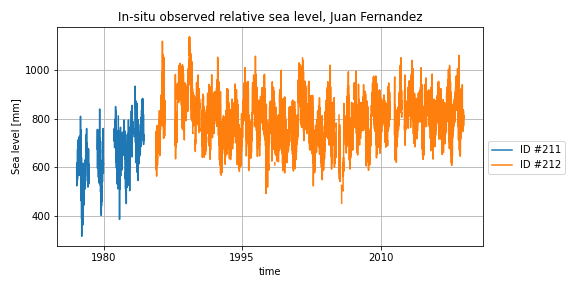 In-situ observed relative sea level, Juan Fernandez
Sea level [mm]
1000
800
600
400
1980
1995
2010
time
ID #211
ID #212